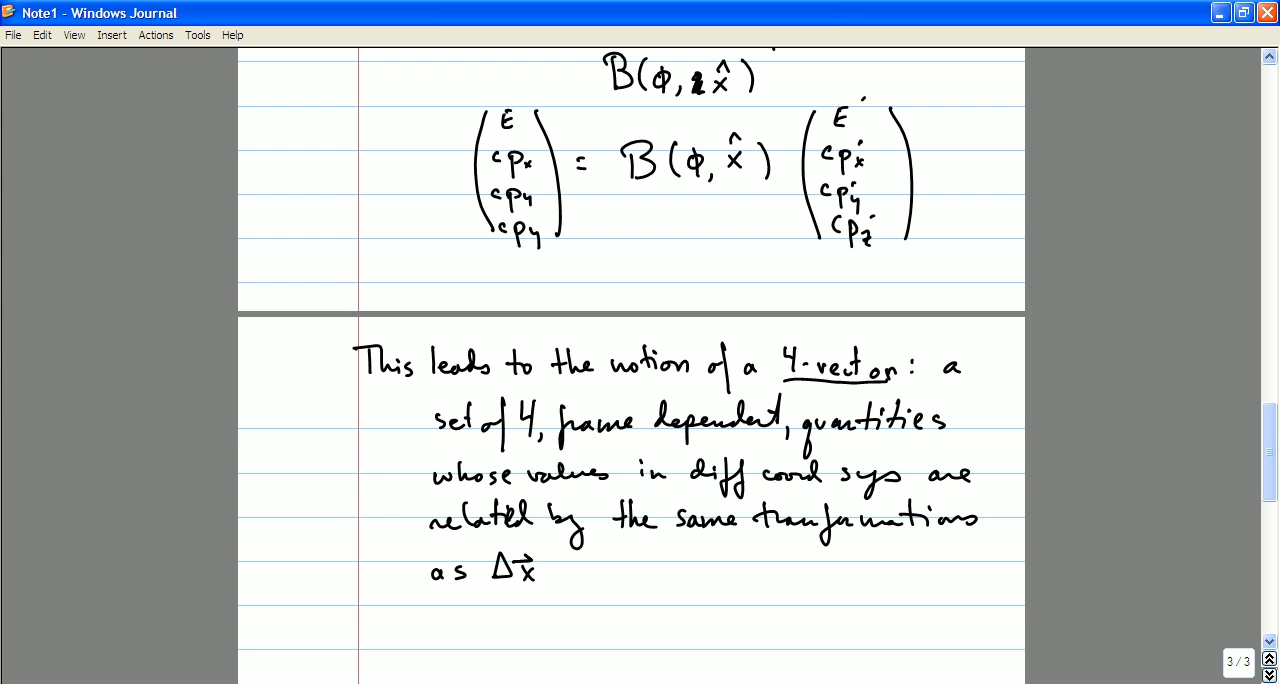 Note1 - Windows Journal
File Edit View Insert Actions Tools Help
B(φ, x̂)
(E cpx cpy cpy) = B(φ, x̂) (E' cpx' cpy' cpz')
This leads to the notion of a 4-vector: a
set of 4, frame dependent, quantities
whose values in diff coord sys are
related by the same tranformations
as Δx⃗
3 / 3